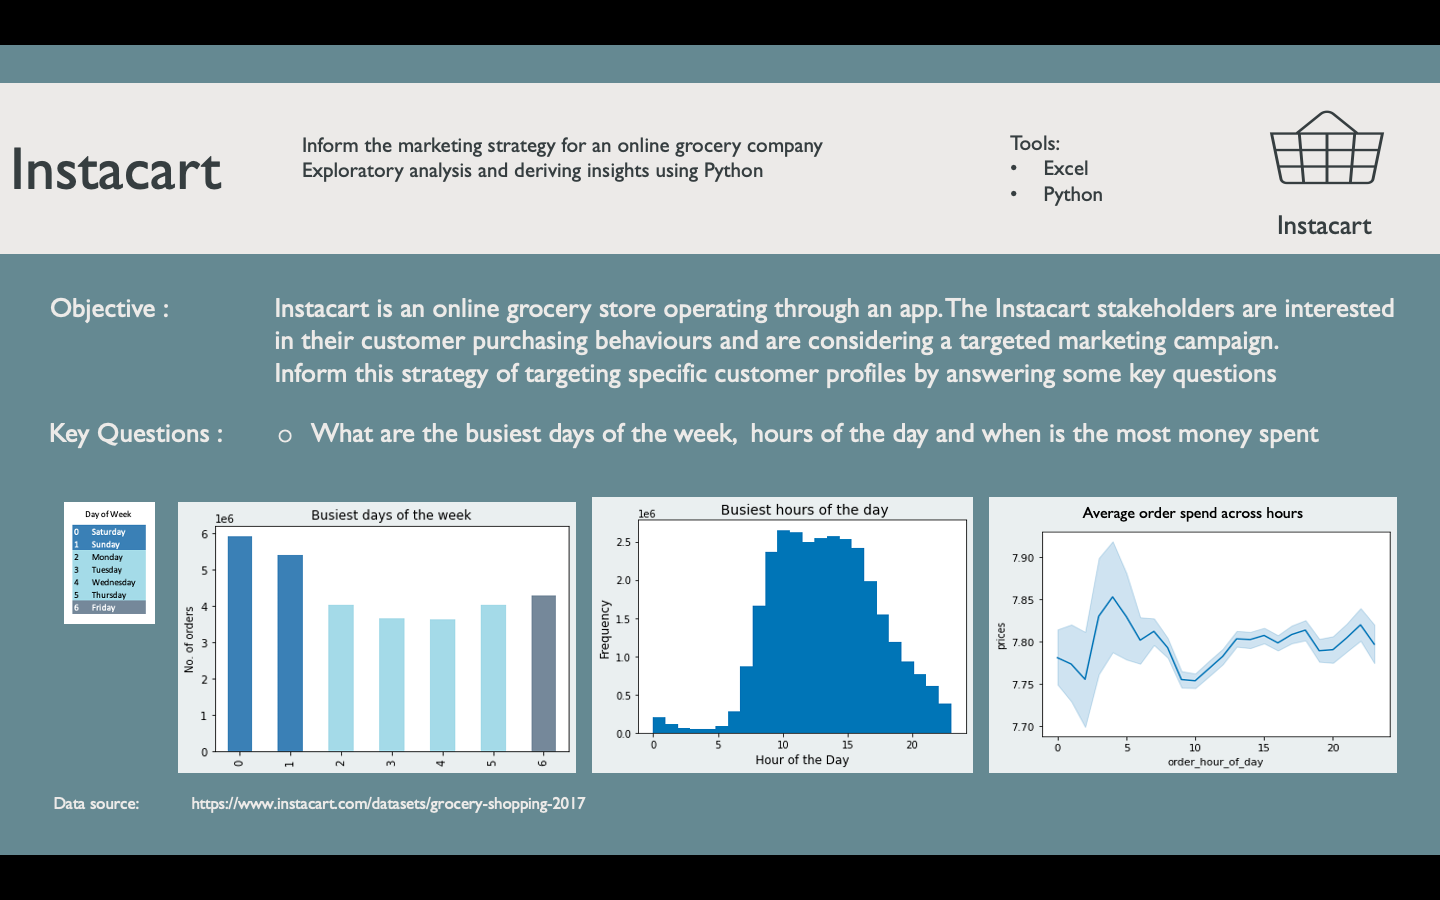 Instacart
Inform the marketing strategy for an online grocery company
Exploratory analysis and deriving insights using Python
Tools:
• Excel
• Python
Instacart
Objective :
Instacart is an online grocery store operating through an app. The Instacart stakeholders are interested
in their customer purchasing behaviours and are considering a targeted marketing campaign.
Inform this strategy of targeting specific customer profiles by answering some key questions
Key Questions :
o What are the busiest days of the week, hours of the day and when is the most money spent
Day of Week
0 Saturday
1 Sunday
2 Monday
3 Tuesday
4 Wednesday
5 Thursday
6 Friday
Busiest days of the week
1e6
6
5
4
3
2
1
0
No. of orders
0 1 2 3 4 5 6
Busiest hours of the day
1e6
2.5
2.0
1.5
1.0
0.5
0.0
Frequency
0 5 10 15 20
Hour of the Day
Average order spend across hours
7.90
7.85
7.80
7.75
7.70
prices
0 5 10 15 20
order_hour_of_day
Data source: https://www.instacart.com/datasets/grocery-shopping-2017